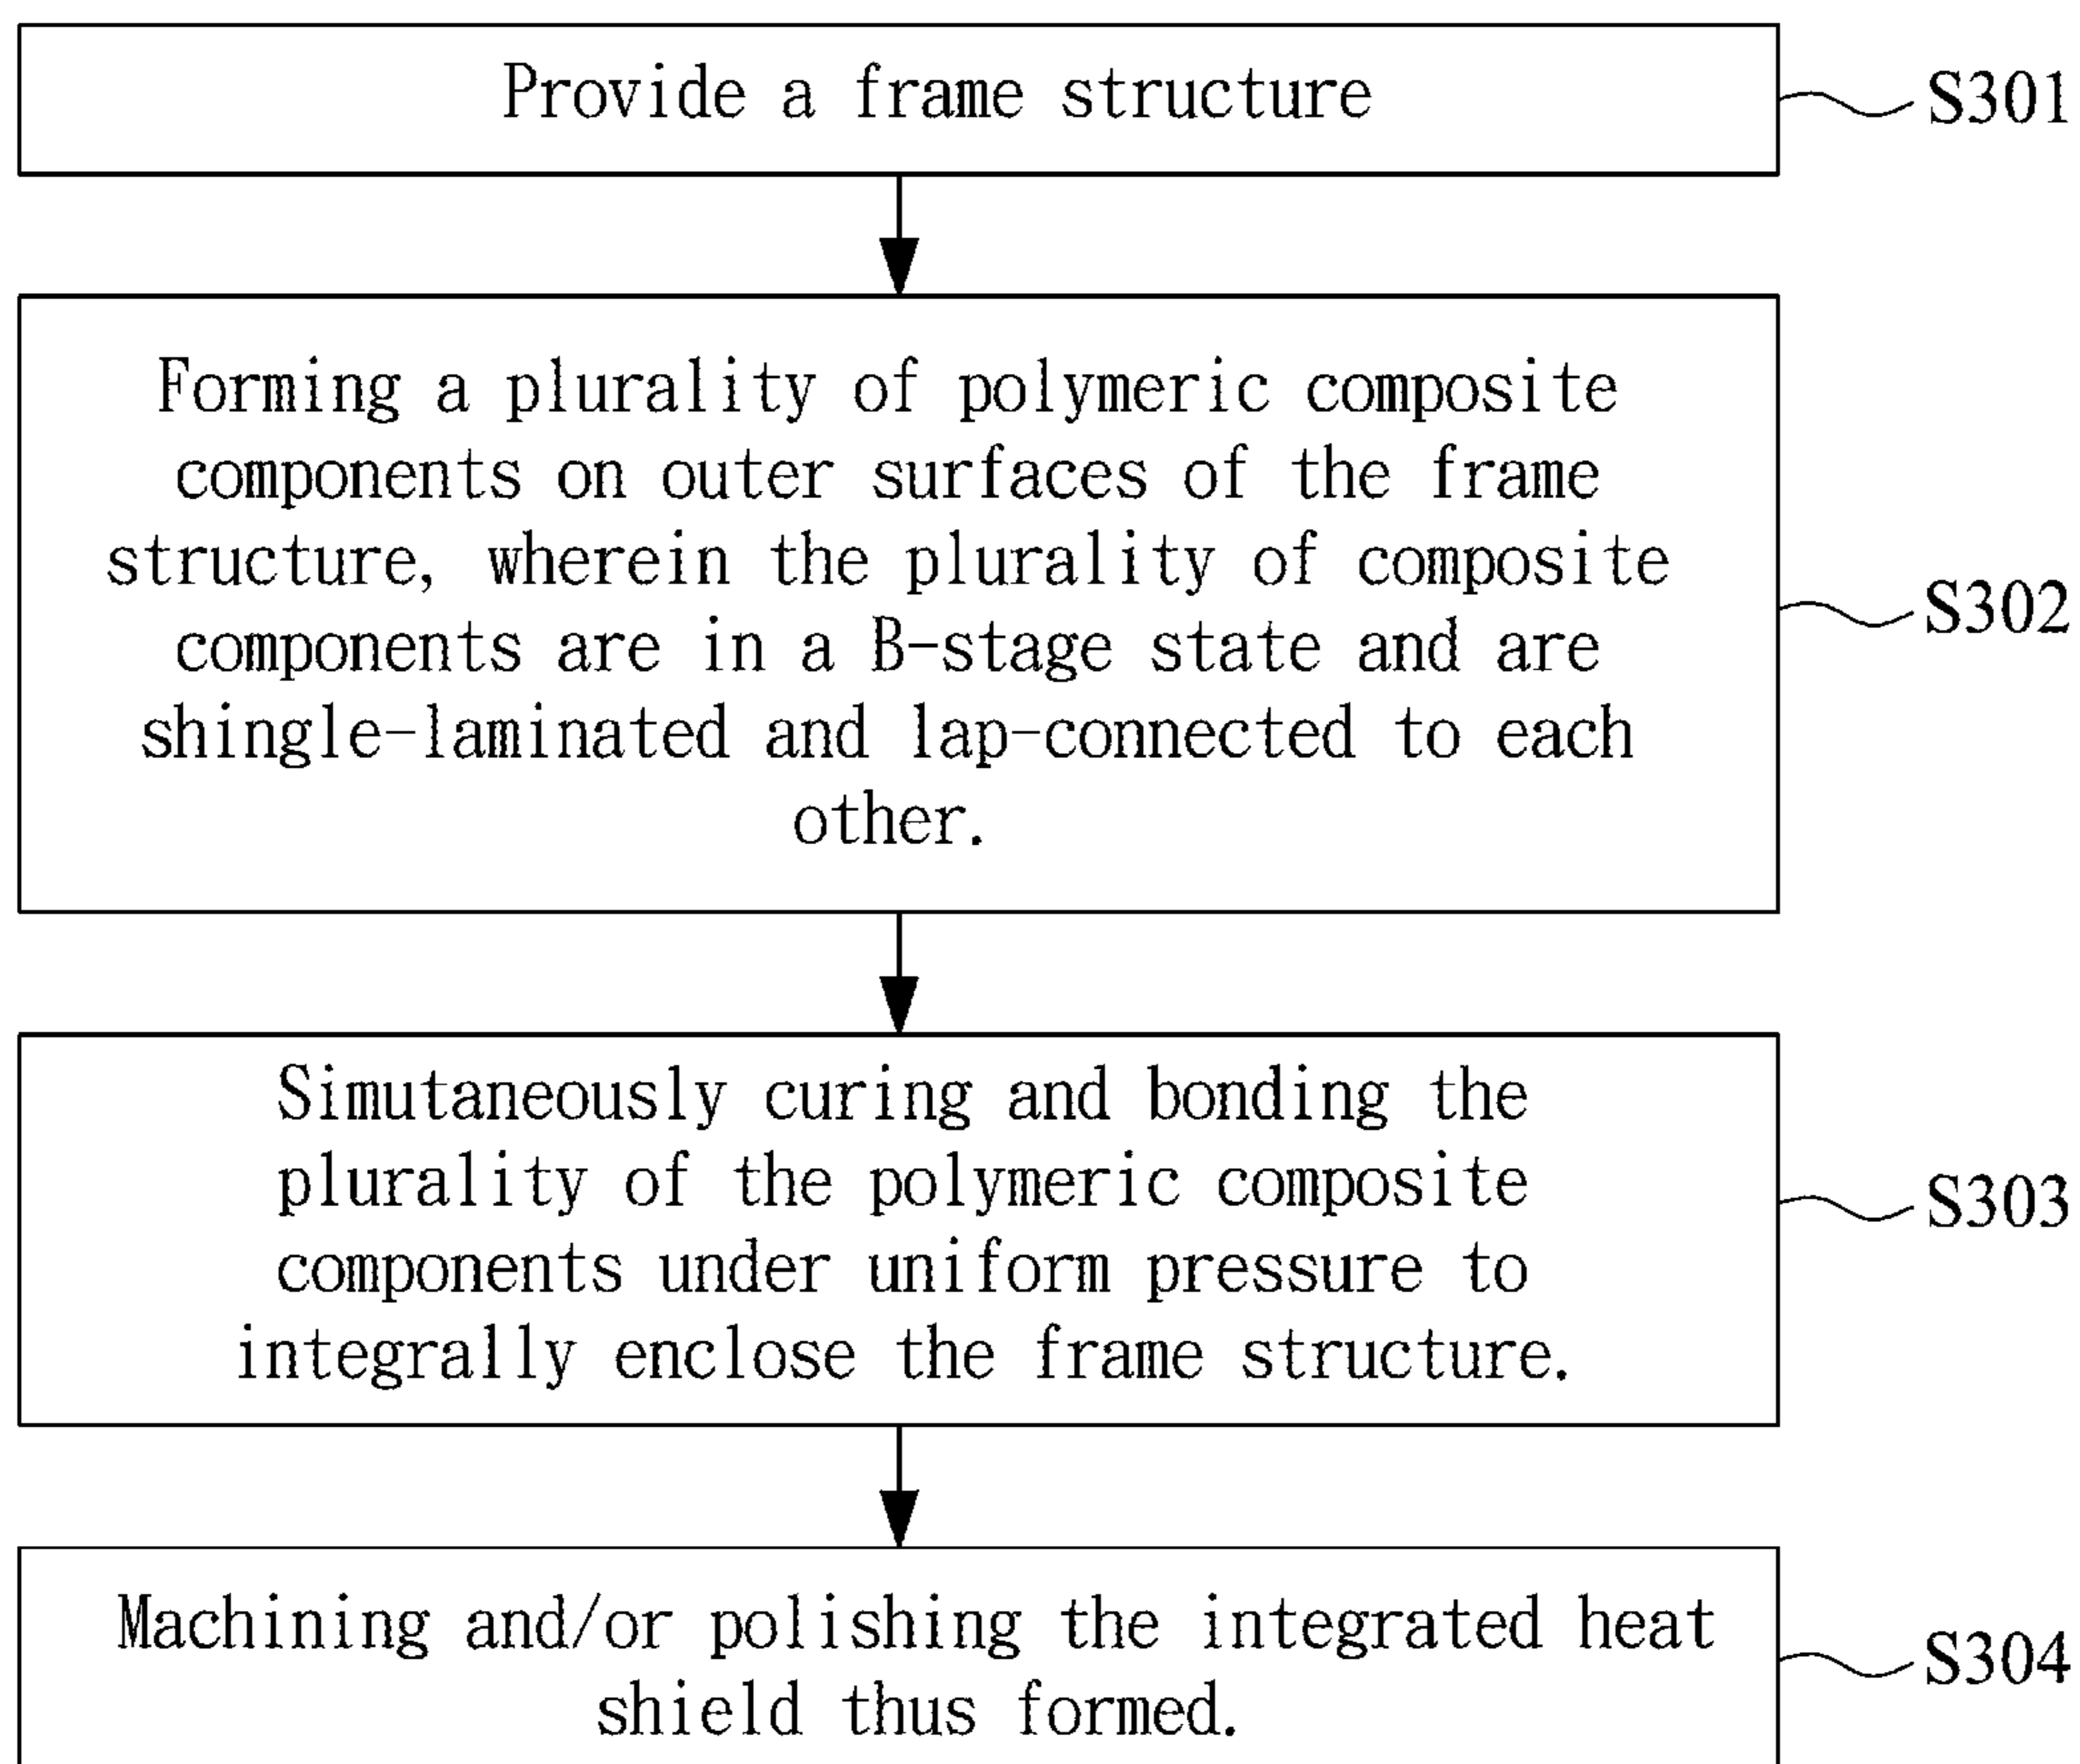 Provide a frame structure
S301
Forming a plurality of polymeric composite
components on outer surfaces of the frame
structure, wherein the plurality of composite
components are in a B-stage state and are
shingle-laminated and lap-connected to each
other.
S302
Simutaneously curing and bonding the
plurality of the polymeric composite
components under uniform pressure to
integrally enclose the frame structure.
S303
Machining and/or polishing the integrated heat
shield thus formed.
S304